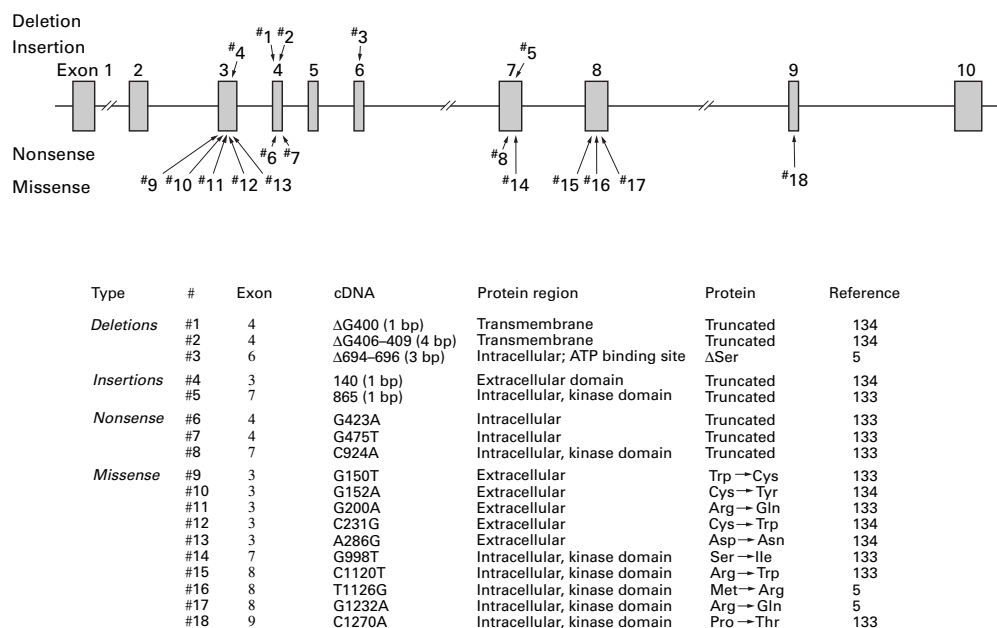 Deletion
Insertion
#1 #2 #3
#4 #5
Exon 1 2 3 4 5 6 7 8 9 10
Nonsense
#6 #7 #8
Missense
#9 #10 #11 #12 #13 #14 #15 #16 #17 #18
Type # Exon cDNA Protein region Protein Reference
Deletions #1 4 ΔG400 (1 bp) Transmembrane Truncated 134
#2 4 ΔG406–409 (4 bp) Transmembrane Truncated 134
#3 6 Δ694–696 (3 bp) Intracellular; ATP binding site ΔSer 5
Insertions #4 3 140 (1 bp) Extracellular domain Truncated 134
#5 7 865 (1 bp) Intracellular, kinase domain Truncated 133
Nonsense #6 4 G423A Intracellular Truncated 133
#7 4 G475T Intracellular Truncated 133
#8 7 C924A Intracellular, kinase domain Truncated 133
Missense #9 3 G150T Extracellular Trp→Cys 133
#10 3 G152A Extracellular Cys→Tyr 134
#11 3 G200A Extracellular Arg→Gln 133
#12 3 C231G Extracellular Cys→Trp 134
#13 3 A286G Extracellular Asp→Asn 134
#14 7 G998T Intracellular, kinase domain Ser→Ile 133
#15 8 C1120T Intracellular, kinase domain Arg→Trp 133
#16 8 T1126G Intracellular, kinase domain Met→Arg 5
#17 8 G1232A Intracellular, kinase domain Arg→Gln 5
#18 9 C1270A Intracellular, kinase domain Pro→Thr 133